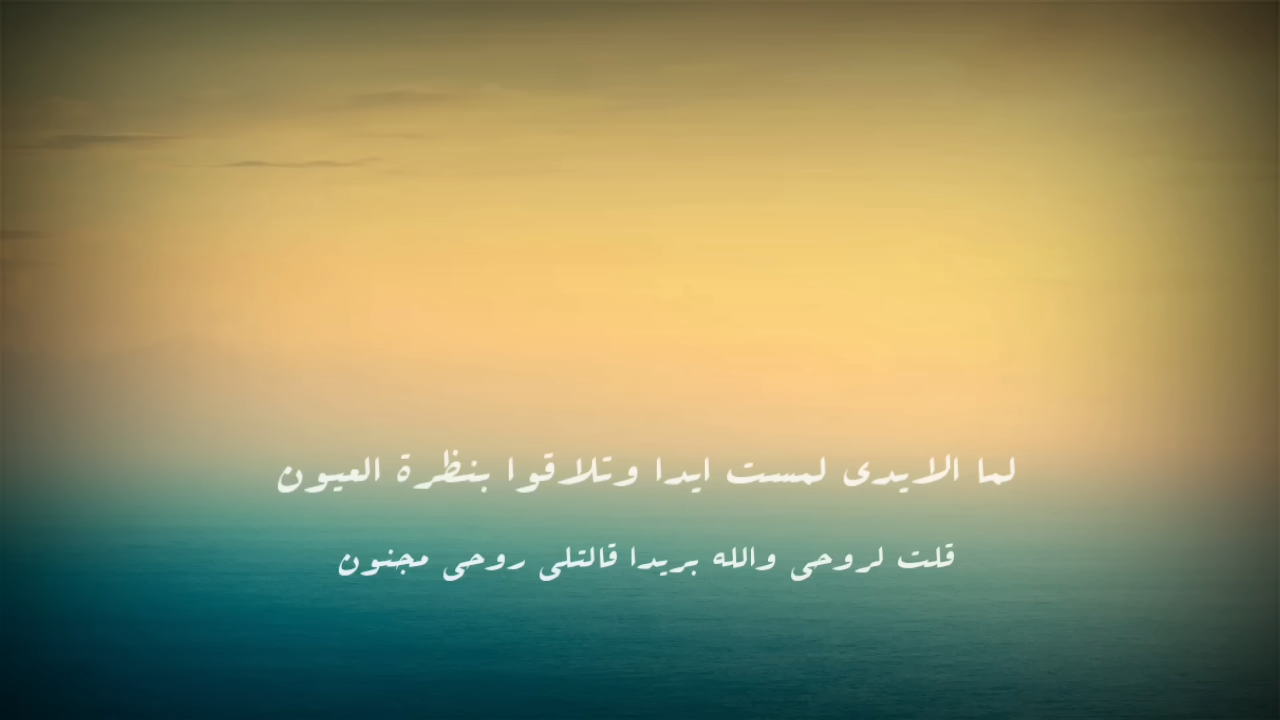 لما الايدى لمست ايدا وتلاقوا بنظرة العيون
قلت لروحى والله بريدا قالتلى روحى مجنون